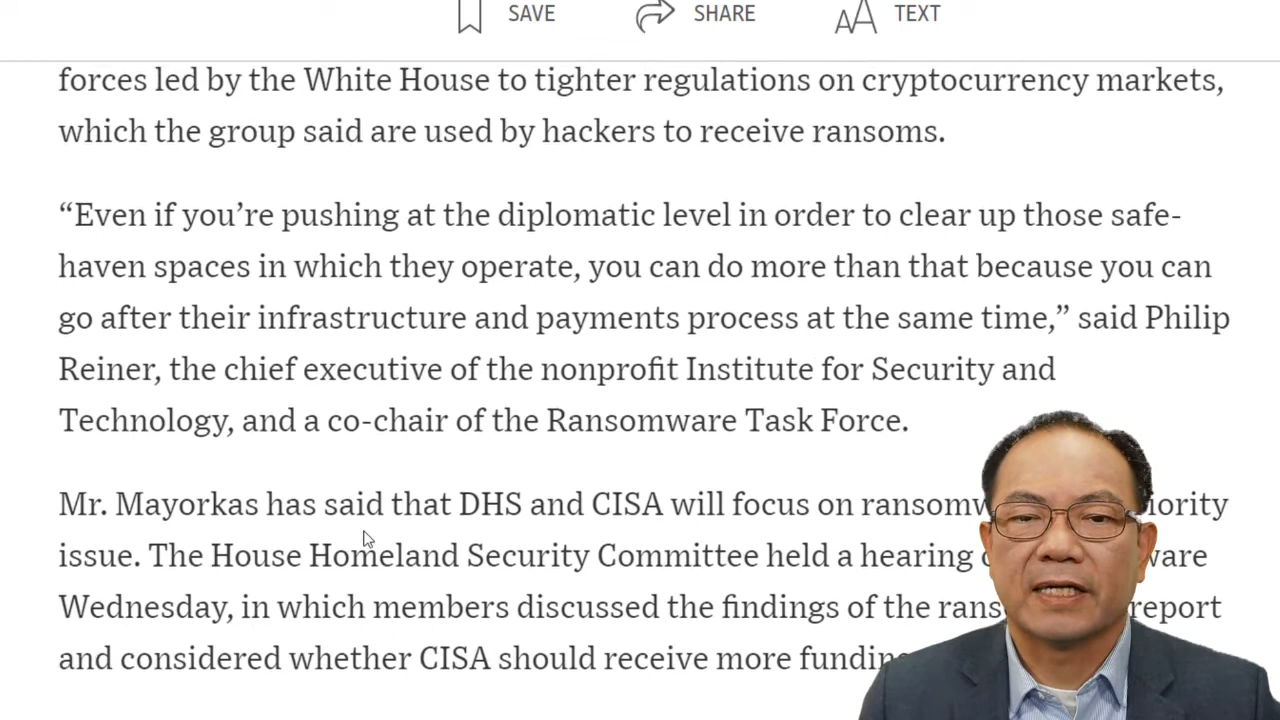 SAVE SHARE TEXT
forces led by the White House to tighter regulations on cryptocurrency markets,
which the group said are used by hackers to receive ransoms.
“Even if you’re pushing at the diplomatic level in order to clear up those safe-
haven spaces in which they operate, you can do more than that because you can
go after their infrastructure and payments process at the same time,” said Philip
Reiner, the chief executive of the nonprofit Institute for Security and
Technology, and a co-chair of the Ransomware Task Force.
Mr. Mayorkas has said that DHS and CISA will focus on
issue. The House Homeland Security Committee held a hearing
Wednesday, in which members discussed the findings of the report
and considered whether CISA should receive more